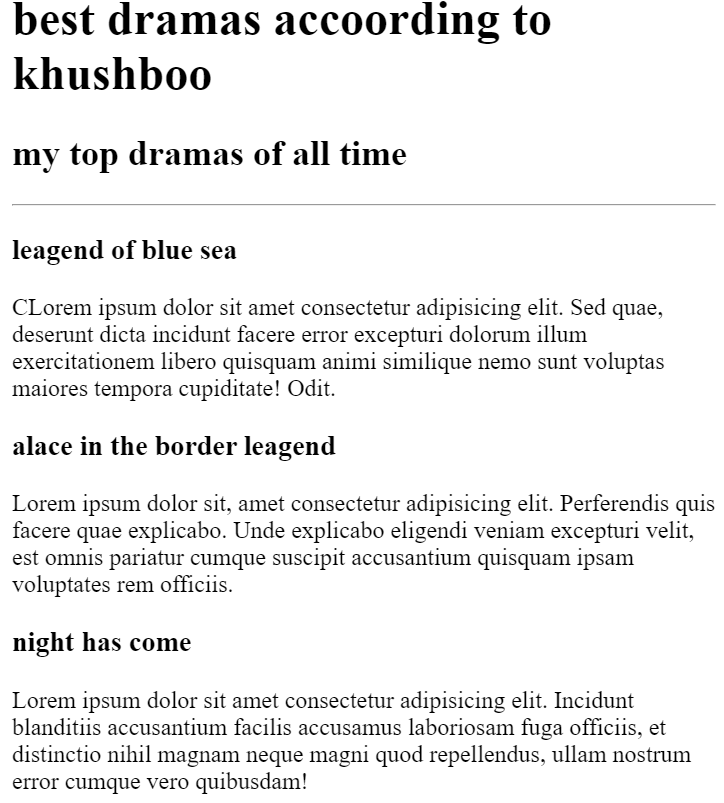 best dramas accoording to
khushboo
my top dramas of all time
leagend of blue sea
CLorem ipsum dolor sit amet consectetur adipisicing elit. Sed quae,
deserunt dicta incidunt facere error excepturi dolorum illum
exercitationem libero quisquam animi similique nemo sunt voluptas
maiores tempora cupiditate! Odit.
alace in the border leagend
Lorem ipsum dolor sit, amet consectetur adipisicing elit. Perferendis quis
facere quae explicabo. Unde explicabo eligendi veniam excepturi velit,
est omnis pariatur cumque suscipit accusantium quisquam ipsam
voluptates rem officiis.
night has come
Lorem ipsum dolor sit amet consectetur adipisicing elit. Incidunt
blanditiis accusantium facilis accusamus laboriosam fuga officiis, et
distinctio nihil magnam neque magni quod repellendus, ullam nostrum
error cumque vero quibusdam!